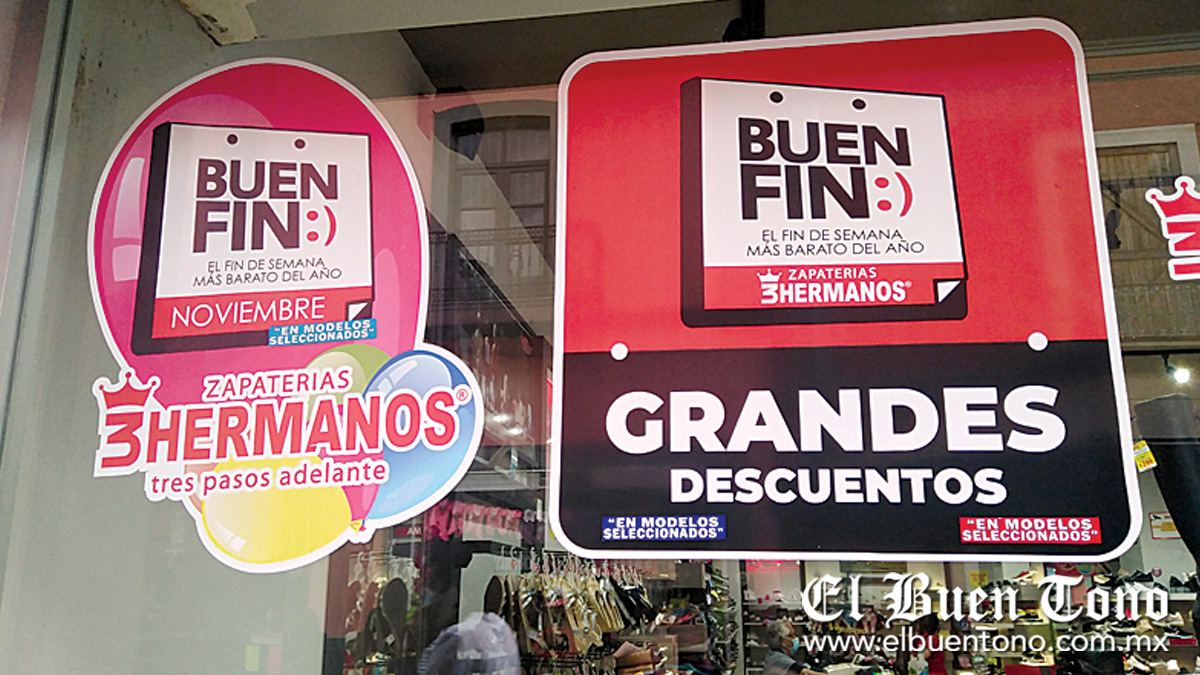 BUEN
FIN:)
EL FIN DE SEMANA
MÁS BARATO DEL AÑO
NOVIEMBRE
"EN MODELOS
SELECCIONADOS"
ZAPATERIAS
3HERMANOS®
tres pasos adelante
BUEN
FIN:)
EL FIN DE SEMANA
MÁS BARATO DEL AÑO
ZAPATERIAS
3HERMANOS®
GRANDES
DESCUENTOS
"EN MODELOS
SELECCIONADOS"
"EN MODELOS
SELECCIONADOS"
El Buen Tono
www.elbuentono.com.mx